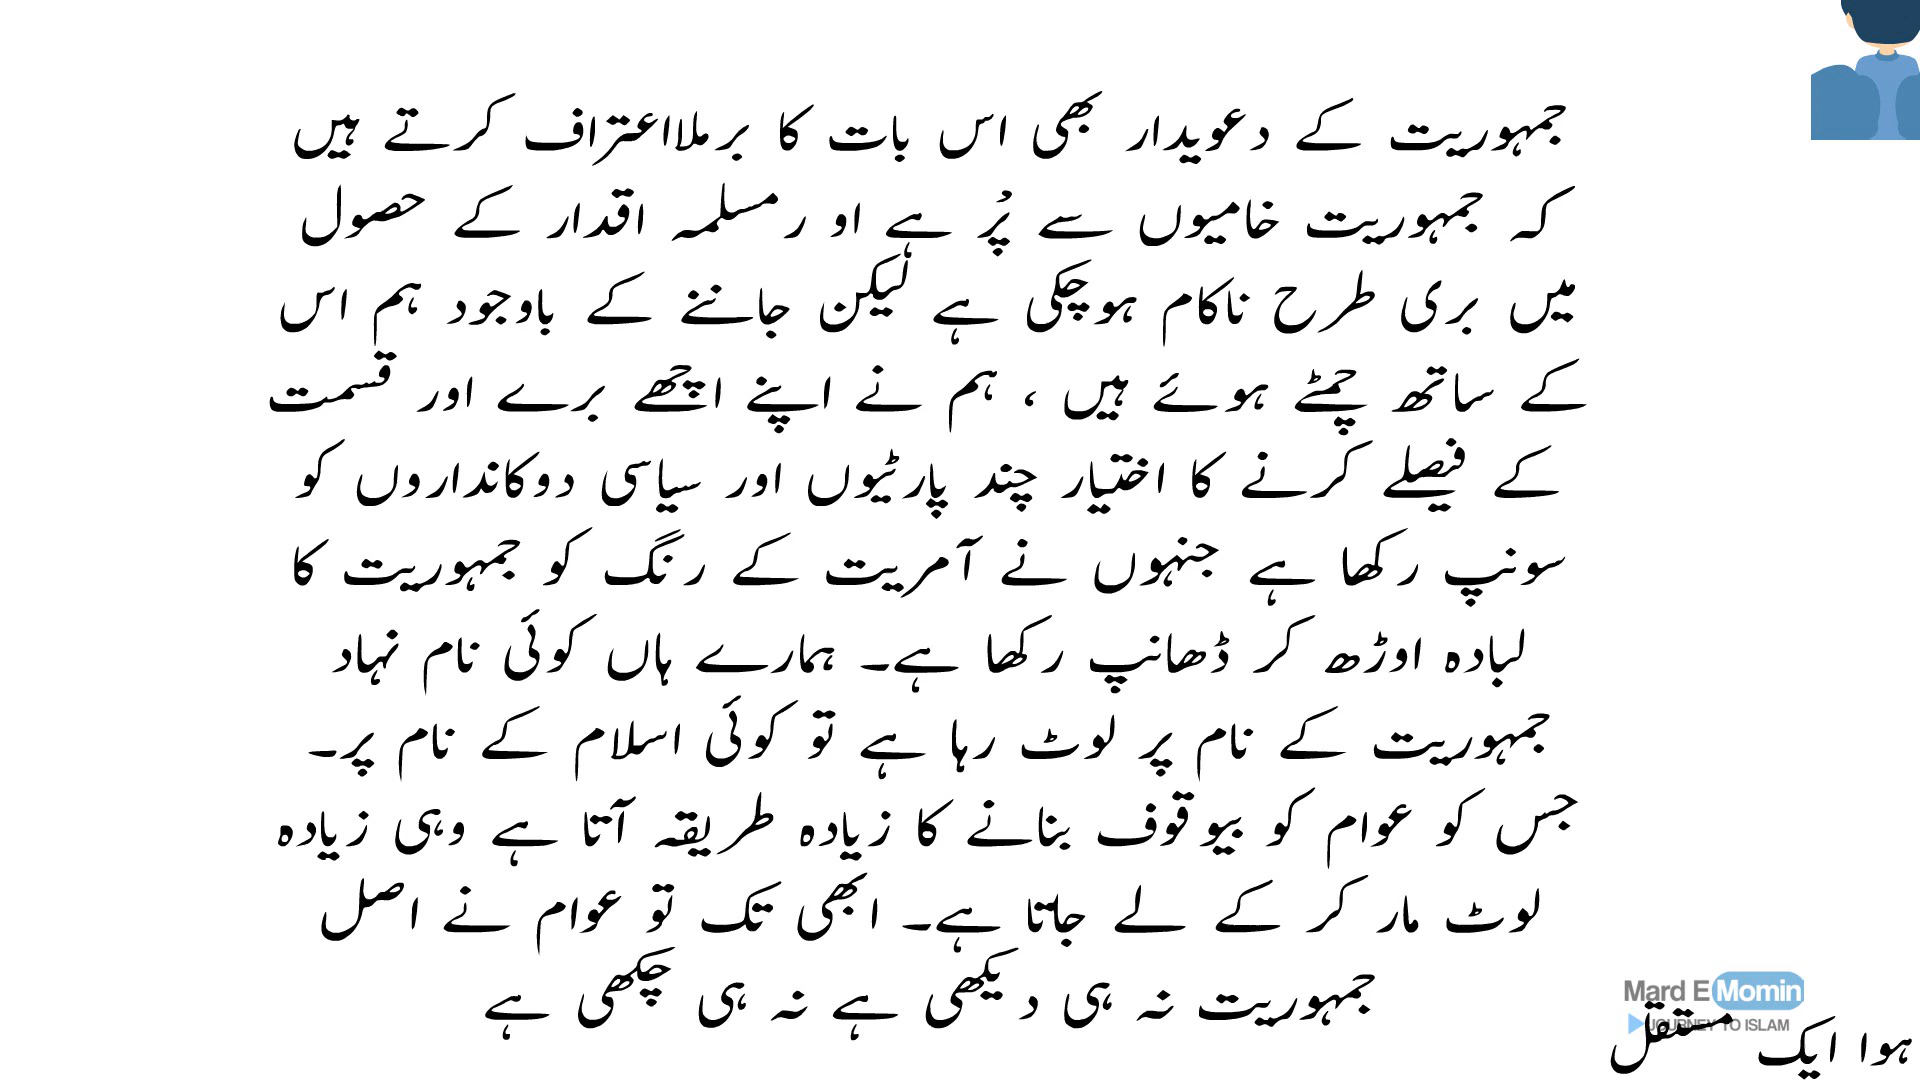 جمہوریت کے دعویدار بھی اس بات کا برملااعتراف کرتے ہیں
کہ جمہوریت خامیوں سے پُر ہے او رمسلمہ اقدار کے حصول
میں بری طرح ناکام ہوچکی ہے لیکن جاننے کے باوجود ہم اس
کے ساتھ چمٹے ہوئے ہیں ، ہم نے اپنے اچھے برے اور قسمت
کے فیصلے کرنے کا اختیار چند پارٹیوں اور سیاسی دوکانداروں کو
سونپ رکھا ہے جنہوں نے آمریت کے رنگ کو جمہوریت کا
لبادہ اوڑھ کر ڈھانپ رکھا ہے۔ ہمارے ہاں کوئی نام نہاد
جمہوریت کے نام پر لوٹ رہا ہے تو کوئی اسلام کے نام پر۔
جس کو عوام کو بیوقوف بنانے کا زیادہ طریقہ آتا ہے وہی زیادہ
لوٹ مار کر کے لے جاتا ہے۔ ابھی تک تو عوام نے اصل
جمہوریت نہ ہی دیکھی ہے نہ ہی چکھی ہے
Mard E Momin
JOURNEY TO ISLAM
ہوا ایک مستقل